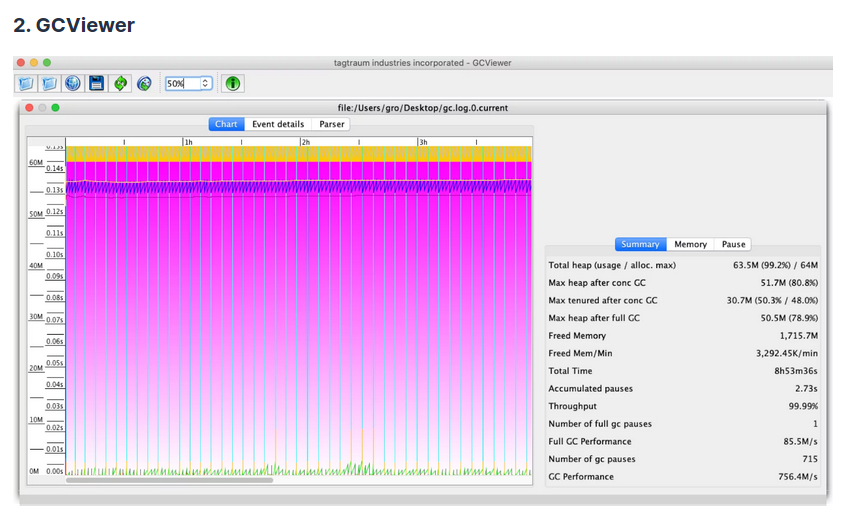 2. GCViewer
tagtraum industries incorporated - GCViewer
50%
file:/Users/gro/Desktop/gc.log.0.current
Chart Event details Parser
1h 2h 3h
0.15s
60M 0.14s
0.13s
50M 0.12s
0.11s
40M 0.10s
0.09s
0.08s
30M 0.07s
0.06s
20M 0.05s
0.04s
0.03s
10M 0.02s
0.01s
0M 0.00s
Summary Memory Pause
Total heap (usage / alloc. max) 63.5M (99.2%) / 64M
Max heap after conc GC 51.7M (80.8%)
Max tenured after conc GC 30.7M (50.3% / 48.0%)
Max heap after full GC 50.5M (78.9%)
Freed Memory 1,715.7M
Freed Mem/Min 3,292.45K/min
Total Time 8h53m36s
Accumulated pauses 2.73s
Throughput 99.99%
Number of full gc pauses 1
Full GC Performance 85.5M/s
Number of gc pauses 715
GC Performance 756.4M/s